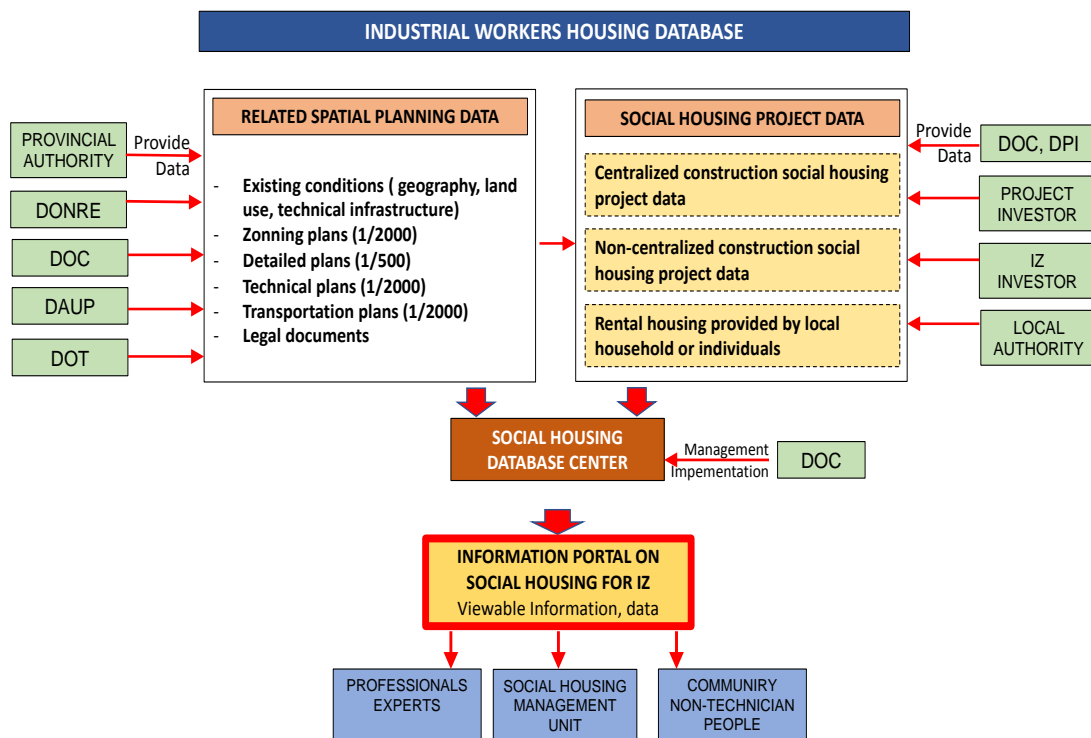 INDUSTRIAL WORKERS HOUSING DATABASE
RELATED SPATIAL PLANNING DATA
SOCIAL HOUSING PROJECT DATA
PROVINCIAL
AUTHORITY
Provide
Data
DONRE
DOC
DAUP
DOT
- Existing conditions ( geography, land
use, technical infrastructure)
- Zonning plans (1/2000)
- Detailed plans (1/500)
- Technical plans (1/2000)
- Transportation plans (1/2000)
- Legal documents
Centralized construction social housing
project data
Non-centralized construction social
housing project data
Rental housing provided by local
household or individuals
Provide
Data
DOC, DPI
PROJECT
INVESTOR
IZ
INVESTOR
LOCAL
AUTHORITY
SOCIAL HOUSING
DATABASE CENTER
Management
Impementation
DOC
INFORMATION PORTAL ON
SOCIAL HOUSING FOR IZ
Viewable Information, data
PROFESSIONALS
EXPERTS
SOCIAL HOUSING
MANAGEMENT
UNIT
COMMUNIRY
NON-TECHNICIAN
PEOPLE